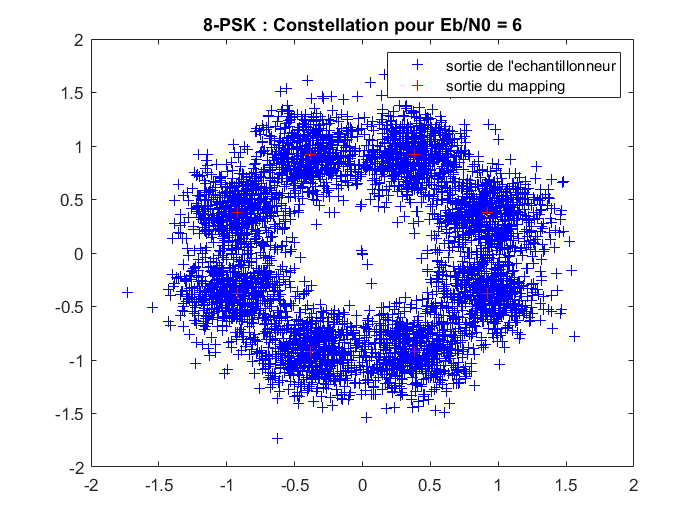 8-PSK : Constellation pour Eb/N0 = 6
sortie de l'echantillonneur
sortie du mapping
2
1.5
1
0.5
0
-0.5
-1
-1.5
-2
-2 -1.5 -1 -0.5 0 0.5 1 1.5 2